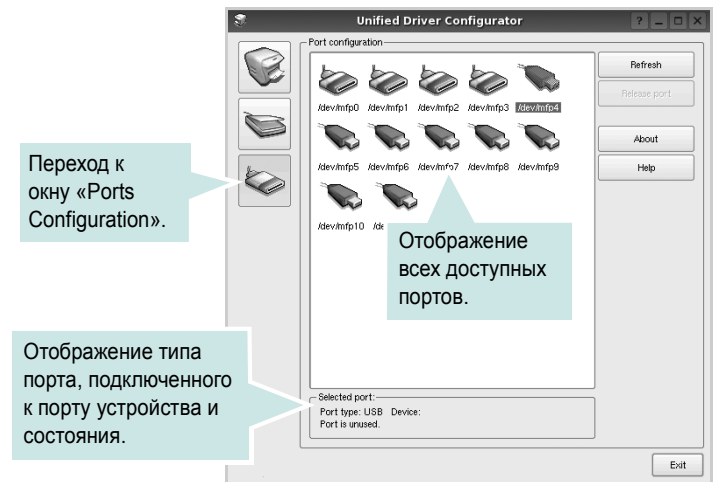 Unified Driver Configurator
Port configuration
/dev/mfp0 /dev/mfp1 /dev/mfp2 /dev/mfp3 /dev/mfp4
/dev/mfp5 /dev/mfp6 /dev/mfp7 /dev/mfp8 /dev/mfp9
/dev/mfp10
Refresh
Release port
About
Help
Переход к
окну «Ports
Configuration».
Отображение
всех доступных
портов.
Отображение типа
порта, подключенного
к порту устройства и
состояния.
Selected port:
Port type: USB Device:
Port is unused.
Exit